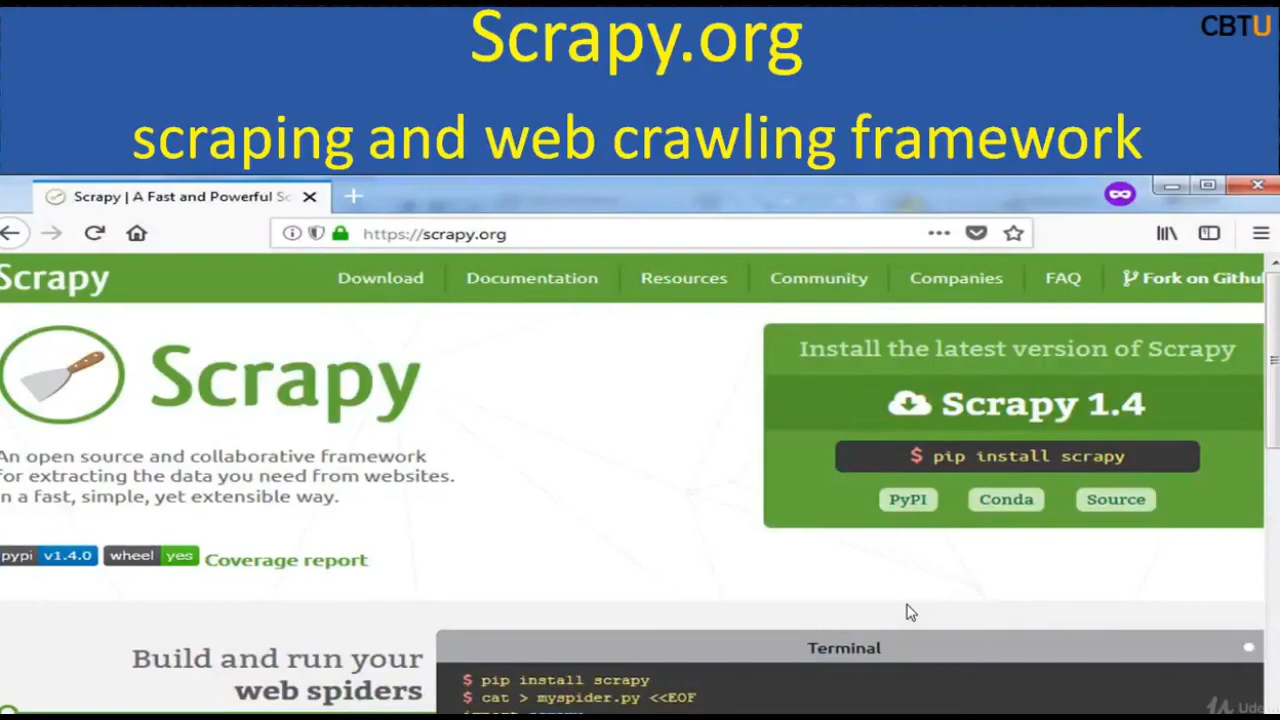 CBTU
Scrapy.org
scraping and web crawling framework
Scrapy | A Fast and Powerful Sc
https://scrapy.org
Scrapy Download Documentation Resources Community Companies FAQ Fork on Githu
Scrapy
An open source and collaborative framework
for extracting the data you need from websites.
in a fast, simple, yet extensible way.
pypi v1.4.0 wheel yes Coverage report
Install the latest version of Scrapy
Scrapy 1.4
$ pip install scrapy
PyPI Conda Source
Build and run your
web spiders
Terminal
$ pip install scrapy
$ cat > myspider.py <<EOF